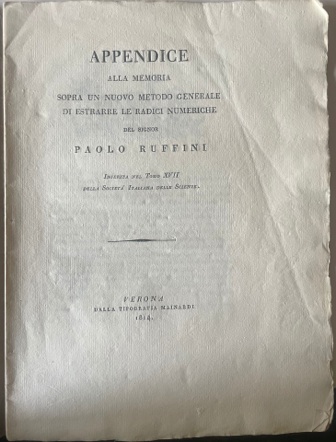 APPENDICE
ALLA MEMORIA
SOPRA UN NUOVO METODO GENERALE
DI ESTRARRE LE RADICI NUMERICHE
DEL SIGNOR
PAOLO RUFFINI
INSERITA NEL TOMO XVII
DELLA SOCIETÀ ITALIANA DELLE SCIENZE.
VERONA
DALLA TIPOGRAFIA MAINARDI
1814.